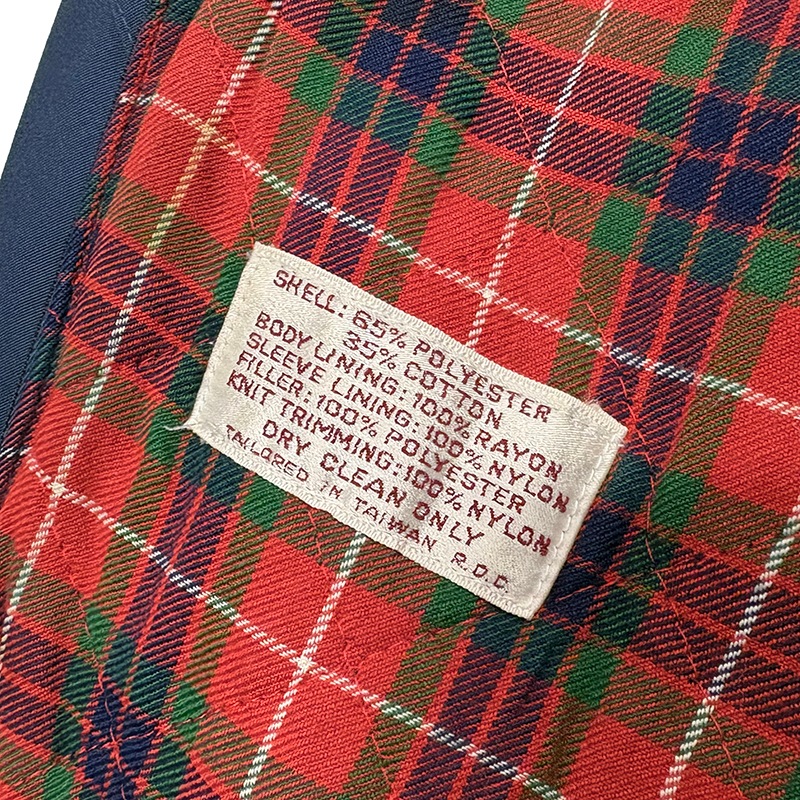 SHELL: 65% POLYESTER
35% COTTON
BODY LINING: 100% RAYON
SLEEVE LINING: 100% NYLON
FILLER: 100% POLYESTER
KNIT TRIMMING: 100% NYLON
DRY CLEAN ONLY
TAILORED IN TAIWAN R.O.C.